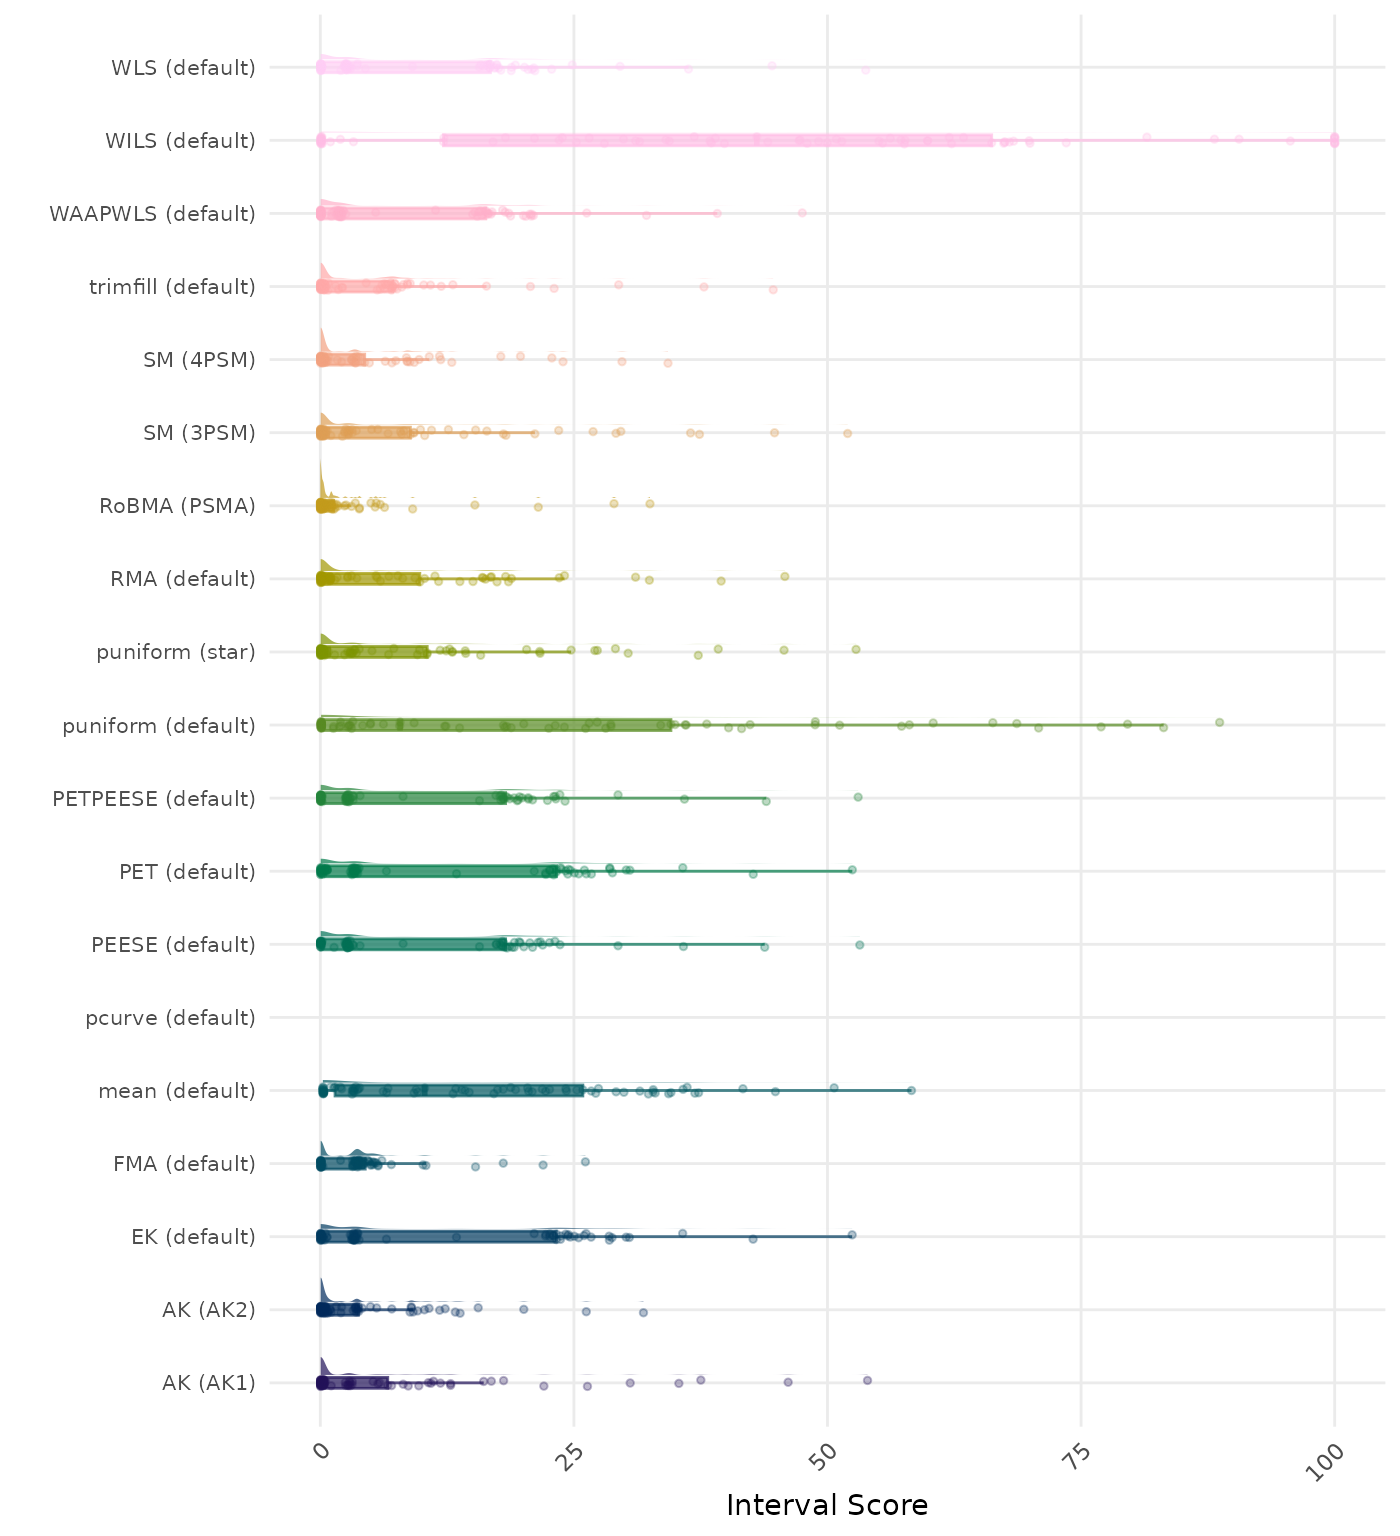 WLS (default)
WILS (default)
WAAPWLS (default)
trimfill (default)
SM (4PSM)
SM (3PSM)
RoBMA (PSMA)
RMA (default)
puniform (star)
puniform (default)
PETPEESE (default)
PET (default)
PEESE (default)
pcurve (default)
mean (default)
FMA (default)
EK (default)
AK (AK2)
AK (AK1)
0 25 50 75 100
Interval Score